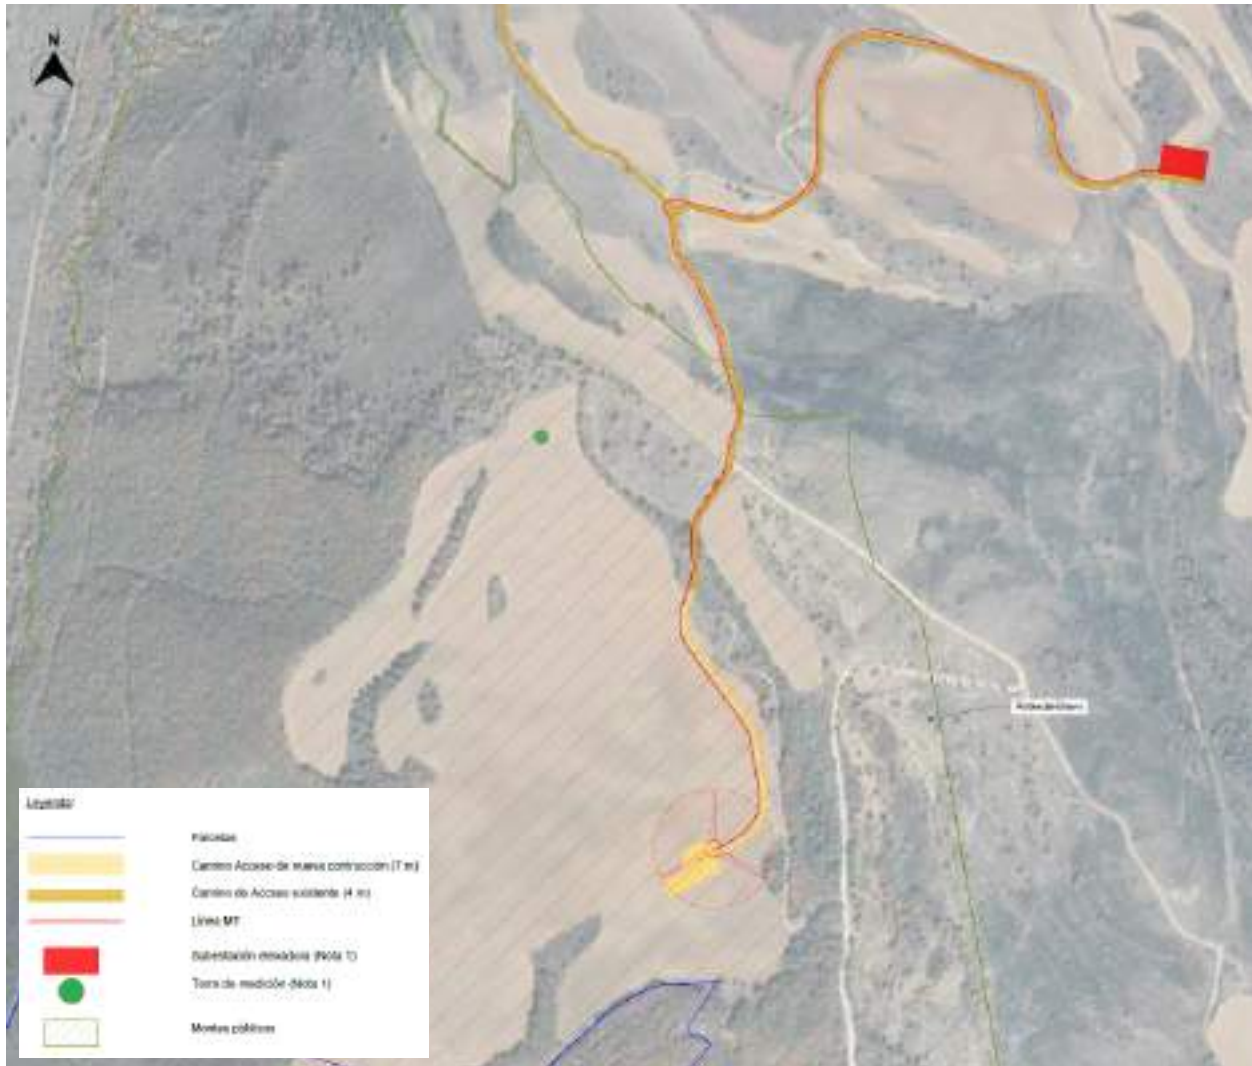 N
Leyenda
Parcelas
Camino Acceso de nueva contrucción (7 m)
Camino de Acceso existente (4 m)
Línea MT
Subestación elevadora (Nota 1)
Torre de medición (Nota 1)
Montes públicos